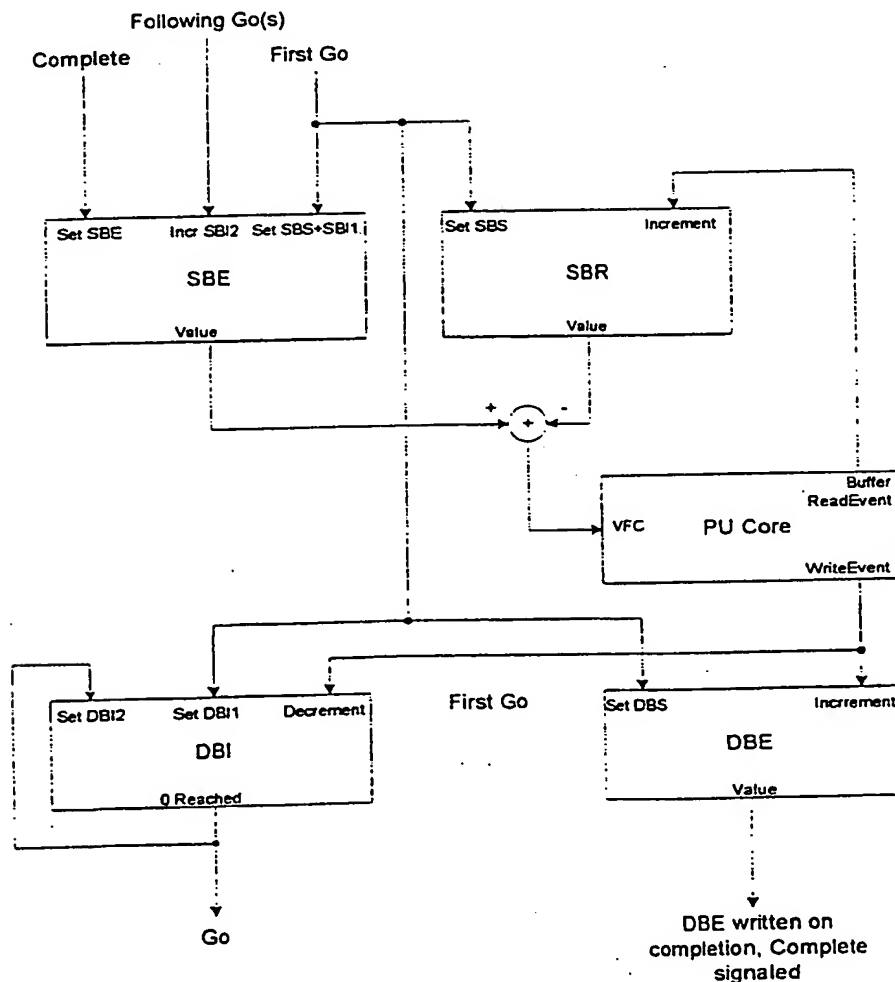 Following Go(s)
Complete
First Go
Set SBE
Incr SBI2
Set SBS+SBI1
SBE
Value
Set SBS
Increment
SBR
Value
+
-
+
Buffer
ReadEvent
VFC
PU Core
WriteEvent
First Go
Set DBI2
Set DBI1
Decrement
DBI
0 Reached
Set DBS
Incrrement
DBE
Value
Go
DBE written on
completion, Complete
signaled